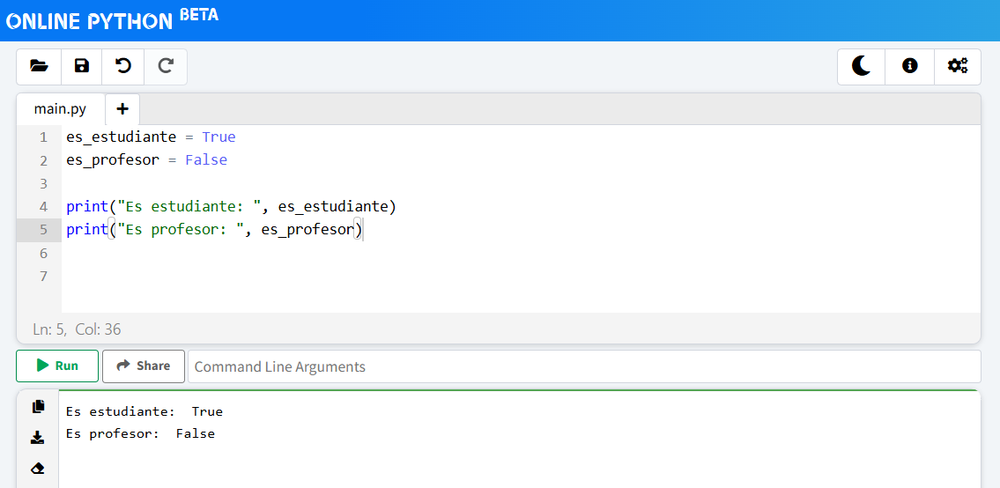 ONLINE PYTHON BETA
main.py +
1 es_estudiante = True
2 es_profesor = False
3
4 print("Es estudiante: ", es_estudiante)
5 print("Es profesor: ", es_profesor)
6
7
Ln: 5, Col: 36
Run Share Command Line Arguments
Es estudiante:  True
Es profesor:  False